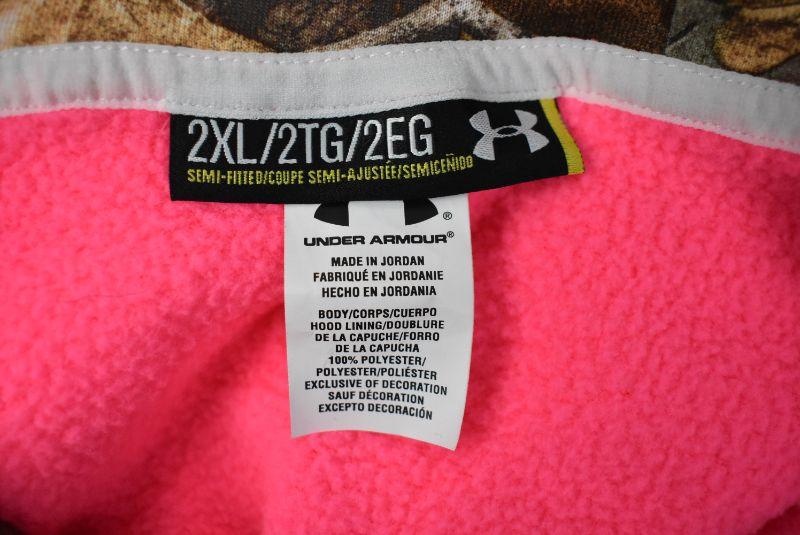 2XL/2TG/2EG
SEMI-FITTED/COUPE SEMI-AJUSTÉE/SEMICEÑIDO
®
UNDER ARMOUR®
MADE IN JORDAN
FABRIQUÉ EN JORDANIE
HECHO EN JORDANIA
BODY/CORPS/CUERPO
HOOD LINING/DOUBLURE
DE LA CAPUCHE/FORRO
DE LA CAPUCHA
100% POLYESTER/
POLYESTER/POLIÉSTER
EXCLUSIVE OF DECORATION
SAUF DÉCORATION
EXCEPTO DECORACIÓN